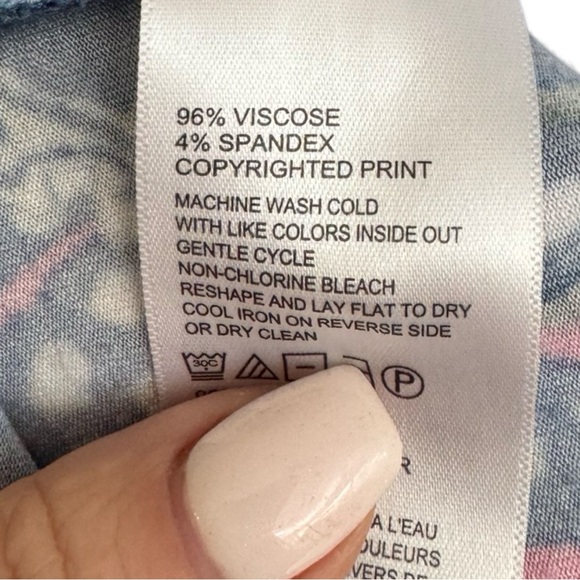 96% VISCOSE
4% SPANDEX
COPYRIGHTED PRINT
MACHINE WASH COLD
WITH LIKE COLORS INSIDE OUT
GENTLE CYCLE
NON-CHLORINE BLEACH
RESHAPE AND LAY FLAT TO DRY
COOL IRON ON REVERSE SIDE
OR DRY CLEAN
30C P
R
A L'EAU
OULEURS